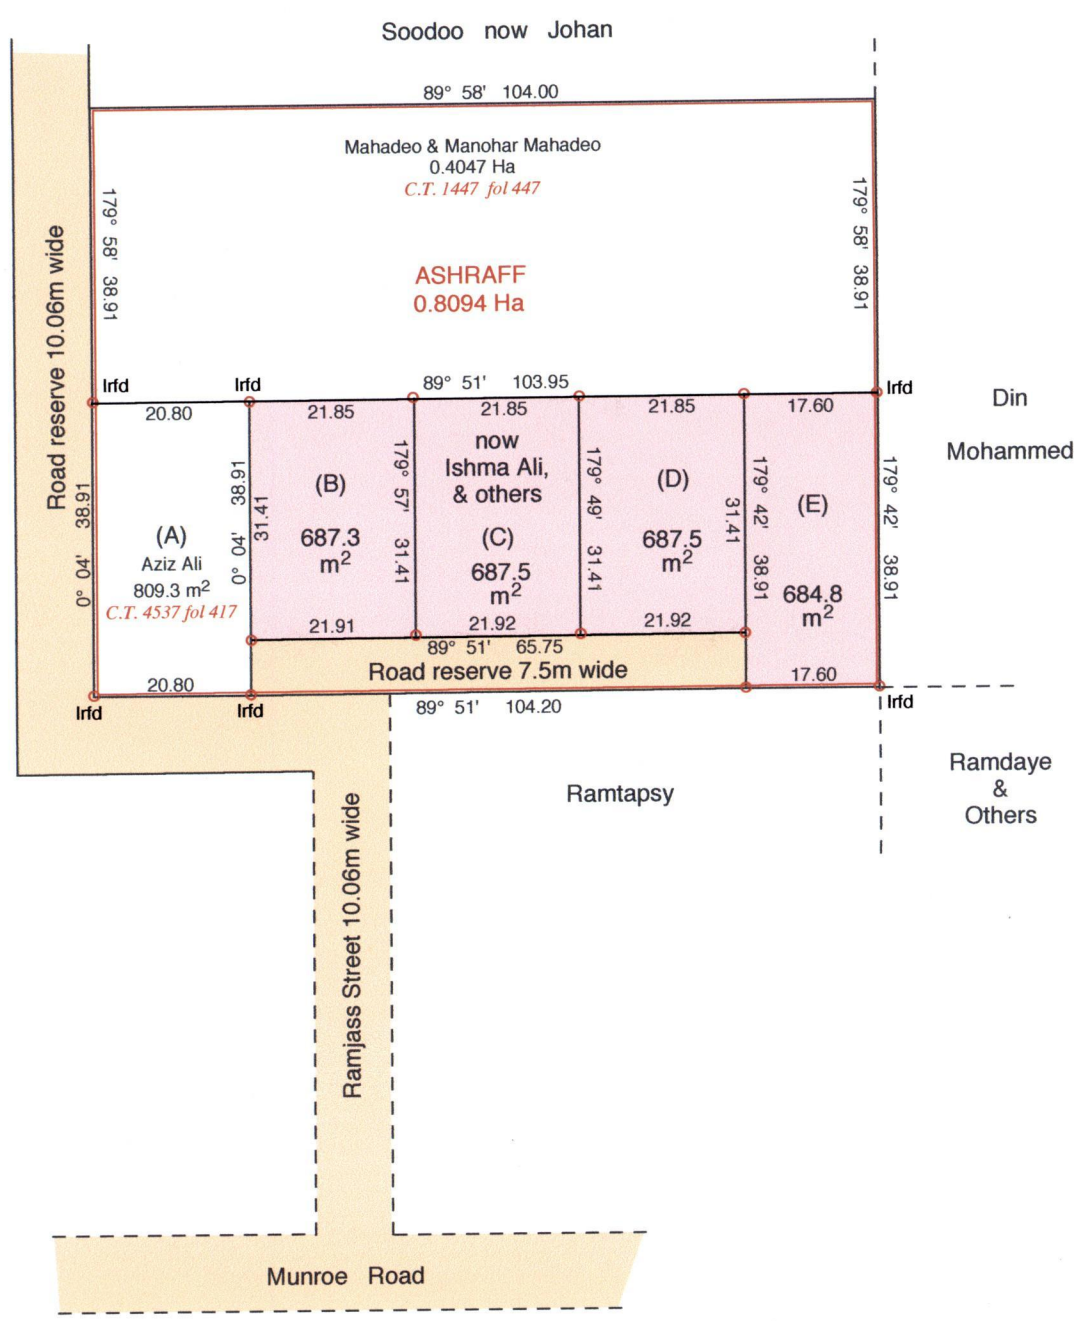 Soodoo now Johan
89° 58' 104.00
Mahadeo & Manohar Mahadeo
0.4047 Ha
C.T. 1447 fol 447
179° 58' 38.91
179° 58' 38.91
ASHRAFF
0.8094 Ha
Road reserve 10.06m wide
Irfd
Irfd
89° 51' 103.95
Irfd
Din
Mohammed
20.80
21.85
21.85
21.85
17.60
now
Ishma Ali,
& others
0° 04' 38.91
(A)
Aziz Ali
809.3 m2
C.T. 4537 fol 417
0° 04' 38.91
31.41
(B)
687.3
m2
179° 57' 31.41
(C)
687.5
m2
179° 49' 31.41
(D)
687.5
m2
31.41
179° 42' 38.91
(E)
684.8
m2
179° 42' 38.91
21.91
21.92
21.92
89° 51' 65.75
Road reserve 7.5m wide
20.80
17.60
Irfd
Irfd
89° 51' 104.20
Irfd
Ramtapsy
Ramdaye
&
Others
Ramjass Street 10.06m wide
Munroe Road